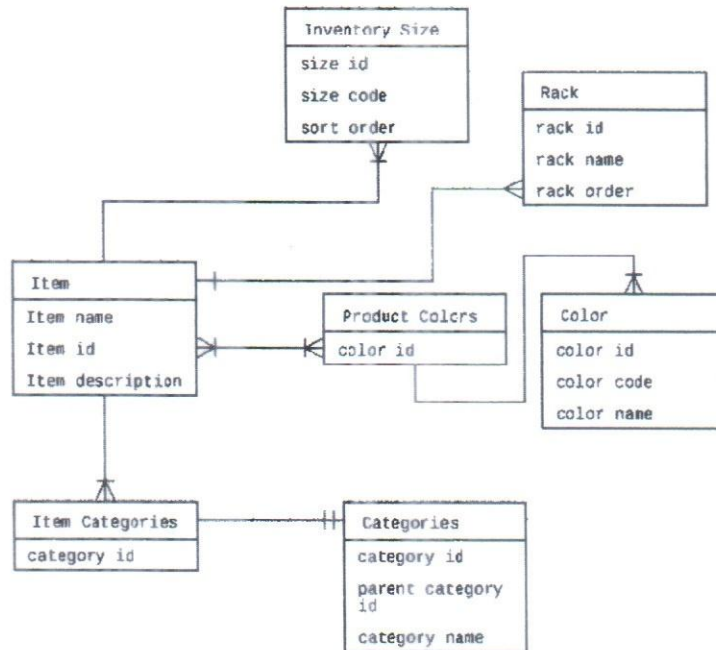 Inventory Size
size id
size code
sort order
Rack
rack id
rack name
rack order
Item
Item name
Item id
Item description
Product Colors
color id
Color
color id
color code
color name
Item Categories
category id
Categories
category id
parent category
id
category name